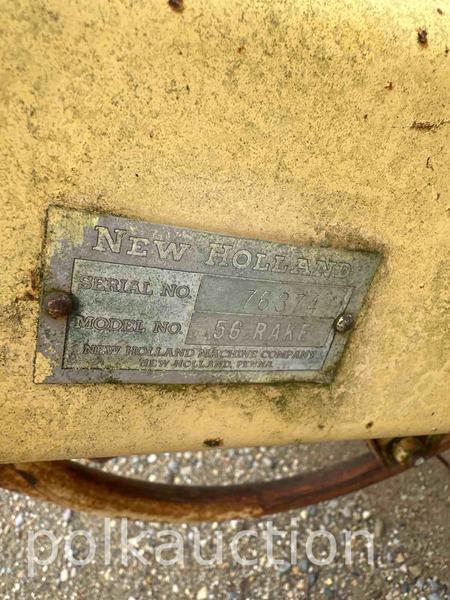 NEW HOLLAND
SERIAL NO. 76374
MODEL NO. 56 RAKE
NEW HOLLAND MACHINE COMPANY
NEW HOLLAND, PENNA.
polkauction